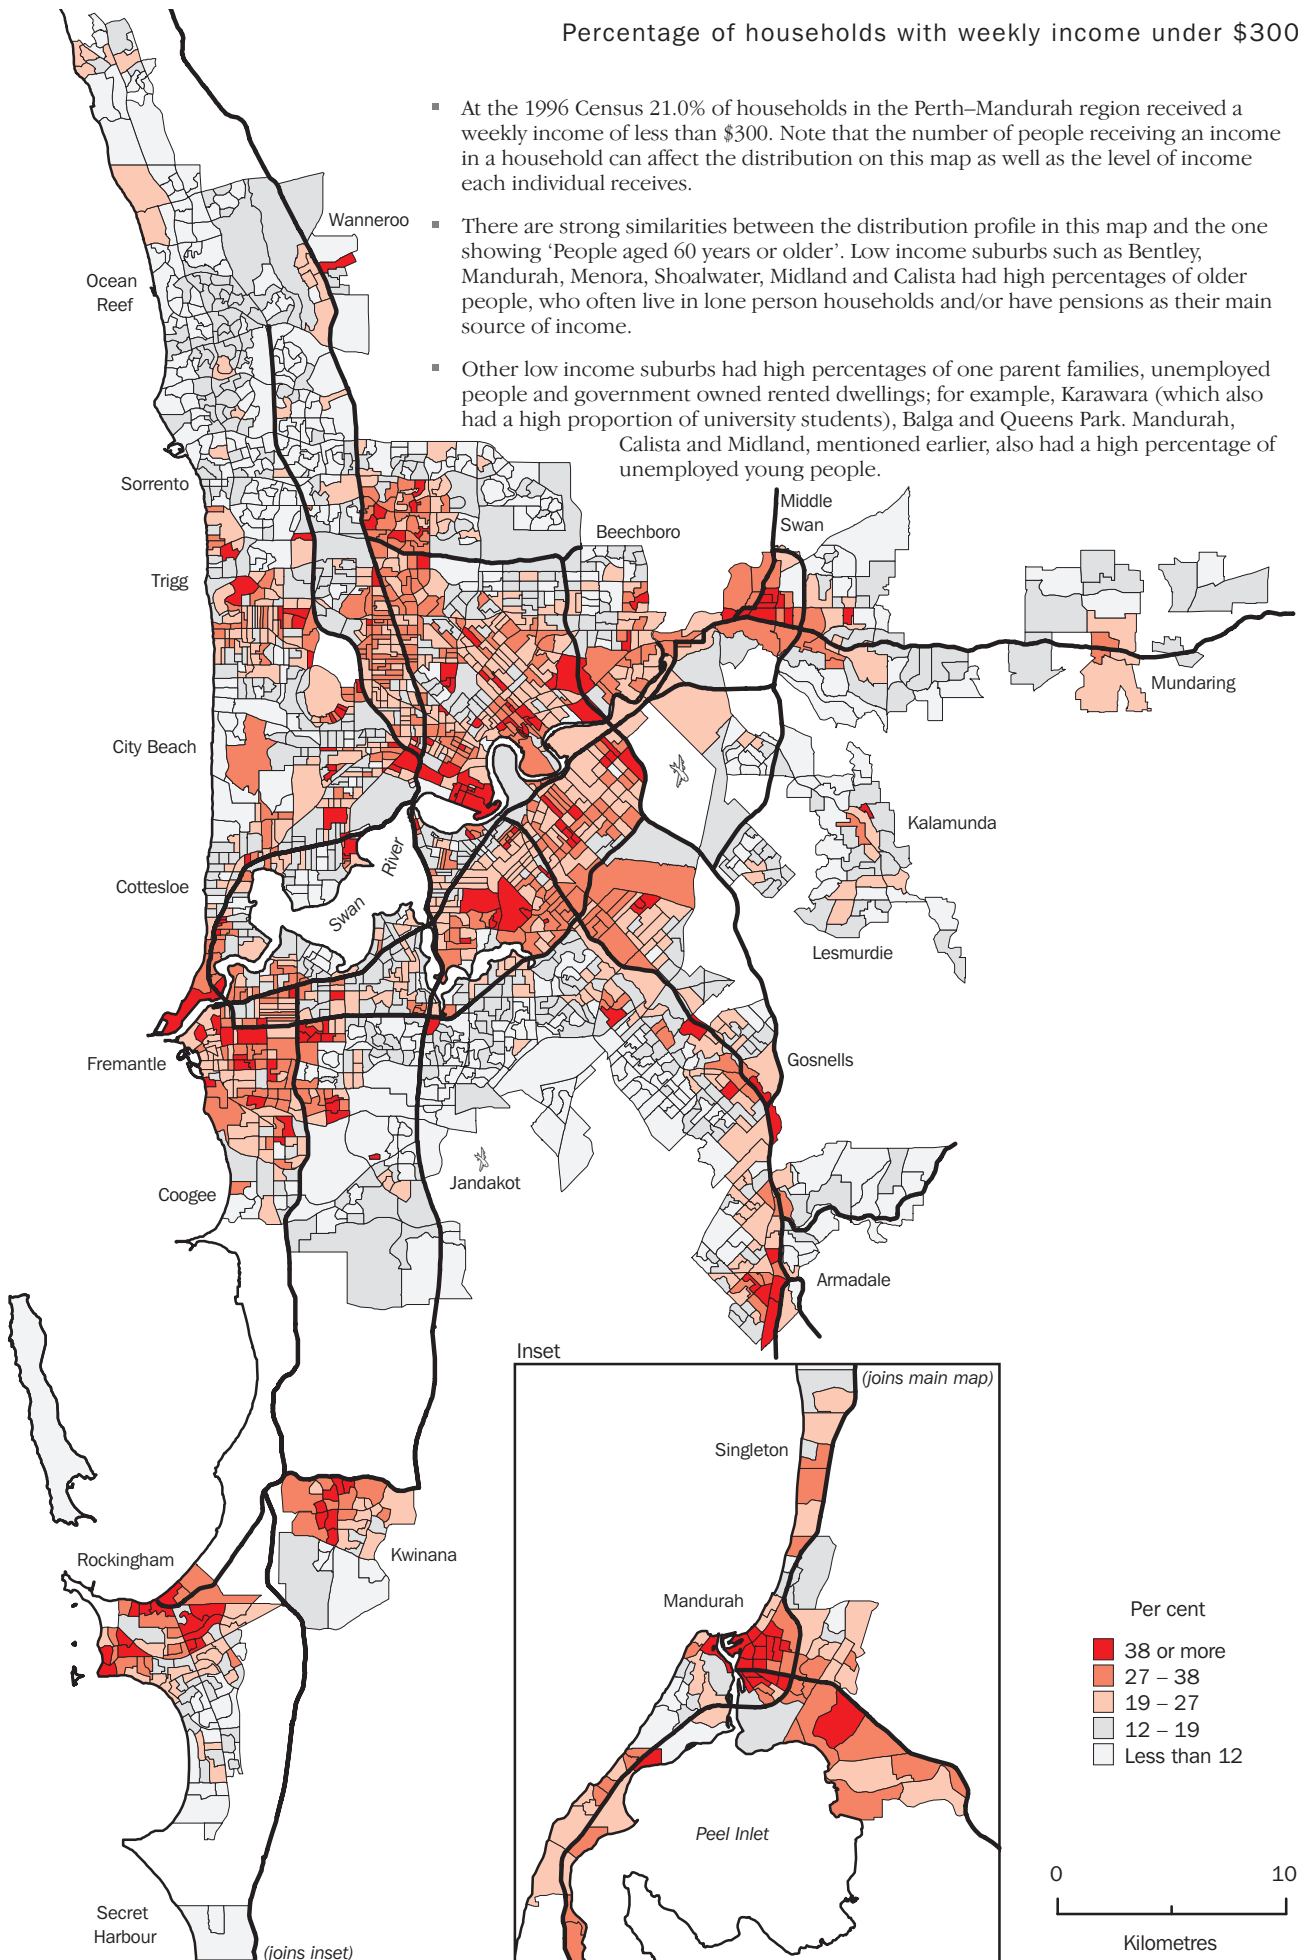 Percentage of households with weekly income under $300
▪ At the 1996 Census 21.0% of households in the Perth–Mandurah region received a
weekly income of less than $300. Note that the number of people receiving an income
in a household can affect the distribution on this map as well as the level of income
each individual receives.
▪ There are strong similarities between the distribution profile in this map and the one
showing ‘People aged 60 years or older’. Low income suburbs such as Bentley,
Mandurah, Menora, Shoalwater, Midland and Calista had high percentages of older
people, who often live in lone person households and/or have pensions as their main
source of income.
▪ Other low income suburbs had high percentages of one parent families, unemployed
people and government owned rented dwellings; for example, Karawara (which also
had a high proportion of university students), Balga and Queens Park. Mandurah,
Calista and Midland, mentioned earlier, also had a high percentage of
unemployed young people.
Wanneroo
Ocean
Reef
Sorrento
Middle
Swan
Beechboro
Trigg
Mundaring
City Beach
Kalamunda
River
Cottesloe
Swan
Lesmurdie
Fremantle
Gosnells
Jandakot
Coogee
Armadale
Inset
(joins main map)
Singleton
Rockingham
Kwinana
Mandurah
Per cent
38 or more
27 – 38
19 – 27
12 – 19
Less than 12
Peel Inlet
0 10
Kilometres
Secret
Harbour
(joins inset)